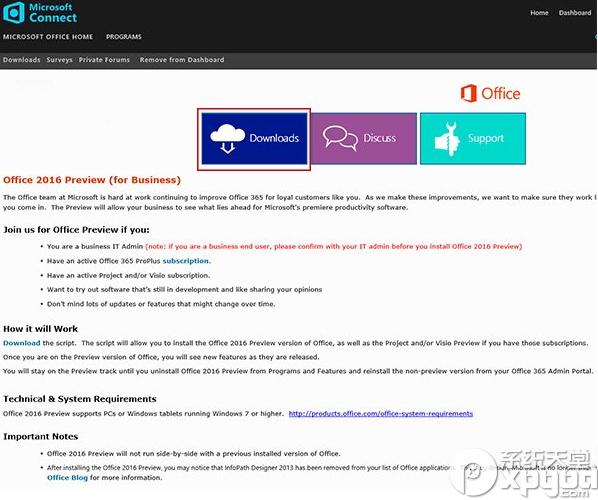 Microsoft
Connect
Home Dashboard
MICROSOFT OFFICE HOME PROGRAMS
Downloads Surveys Private Forums Remove from Dashboard
Office
Downloads
Discuss
Support
Office 2016 Preview (for Business)
The Office team at Microsoft is hard at work continuing to improve Office 365 for loyal customers like you. As we make these improvements, we want to make sure they work
you come in. The Preview will allow your business to see what lies ahead for Microsoft's premiere productivity software.
Join us for Office Preview if you:
• You are a business IT Admin (note: if you are a business end user, please confirm with your IT admin before you install Office 2016 Preview)
• Have an active Office 365 ProPlus subscription.
• Have an active Project and/or Visio subscription.
• Want to try out software that's still in development and like sharing your opinions
• Don't mind lots of updates or features that might change over time.
How it will Work
Download the script. The script will allow you to install the Office 2016 Preview version of Office, as well as the Project and/or Visio Preview if you have those subscriptions.
Once you are on the Preview version of Office, you will see new features as they are released.
You will stay on the Preview track until you uninstall Office 2016 Preview from Programs and Features and reinstall the non-preview version from your Office 365 Admin Portal.
Technical & System Requirements
Office 2016 Preview supports PCs or Windows tablets running Windows 7 or higher. http://products.office.com/office-system-requirements
Important Notes
• Office 2016 Preview will not run side-by-side with a previous installed version of Office.
• After installing the Office 2016 Preview, you may notice that InfoPath Designer 2013 has been removed from your list of Office applications. This is by design. Microsoft is no longer
Office Blog for more information.
系统天堂
xpgod.com